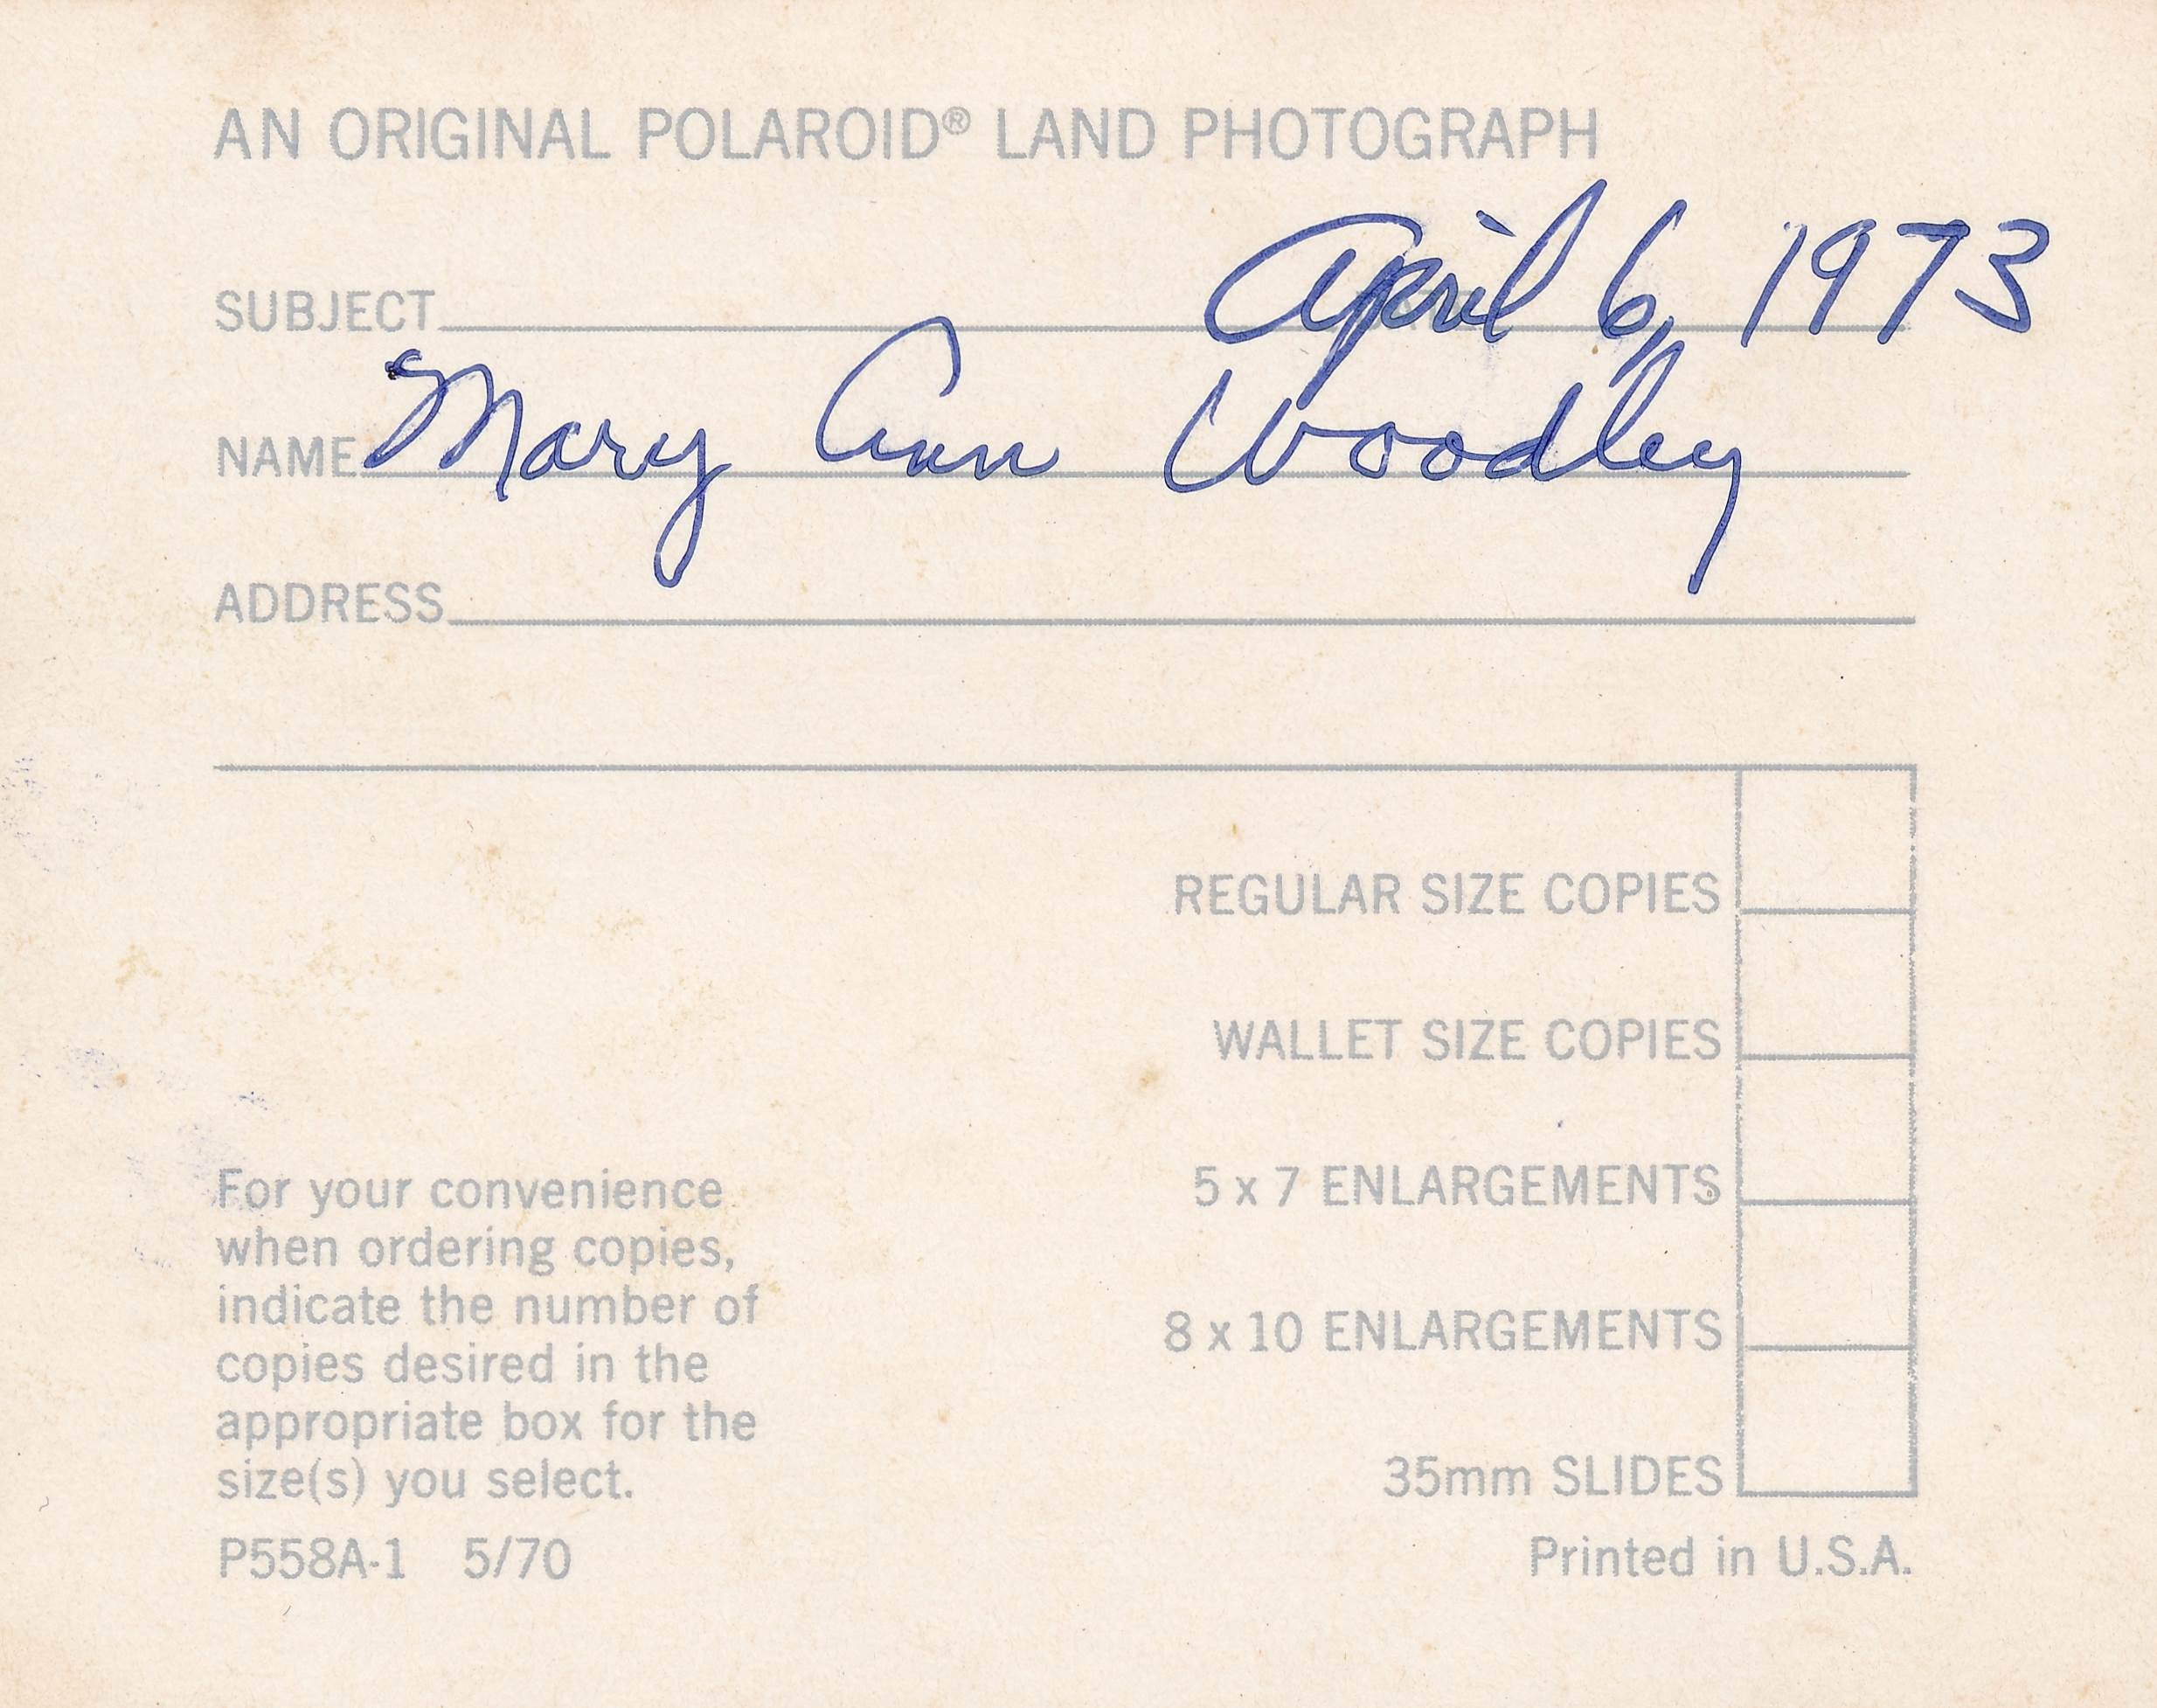 AN ORIGINAL POLAROID® LAND PHOTOGRAPH
SUBJECT April 6, 1973
NAME Mary Ann Woodley
ADDRESS
REGULAR SIZE COPIES
WALLET SIZE COPIES
5 x 7 ENLARGEMENTS
8 x 10 ENLARGEMENTS
35mm SLIDES
For your convenience
when ordering copies,
indicate the number of
copies desired in the
appropriate box for the
size(s) you select.
P558A-1 5/70
Printed in U.S.A.